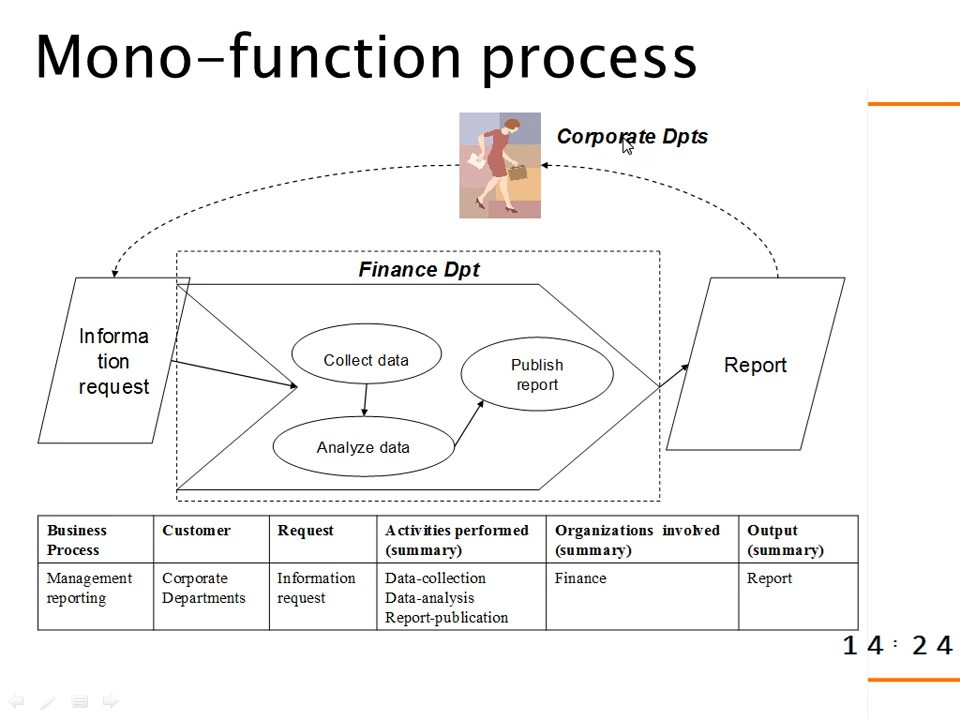 Mono-function process
Corporate Dpts
Finance Dpt
Informa
tion
request
Collect data
Analyze data
Publish
report
Report
Business Process | Customer | Request | Activities performed (summary) | Organizations involved (summary) | Output (summary)
Management reporting | Corporate Departments | Information request | Data-collection Data-analysis Report-publication | Finance | Report
14:24